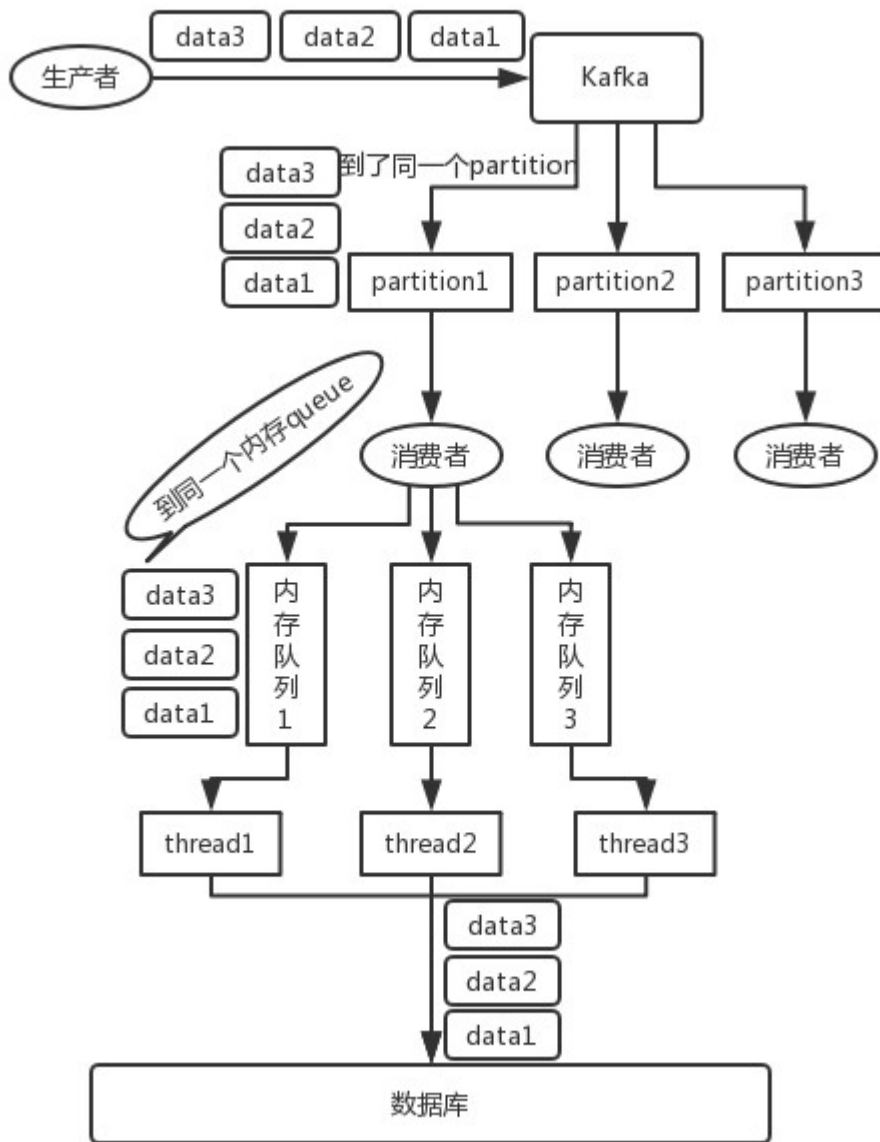 data3 data2 data1
生产者
Kafka
data3
到了同一个partition
data2
data1
partition1
partition2
partition3
到同一个内存queue
消费者
消费者
消费者
data3
data2
data1
内存队列1
内存队列2
内存队列3
thread1
thread2
thread3
data3
data2
data1
数据库